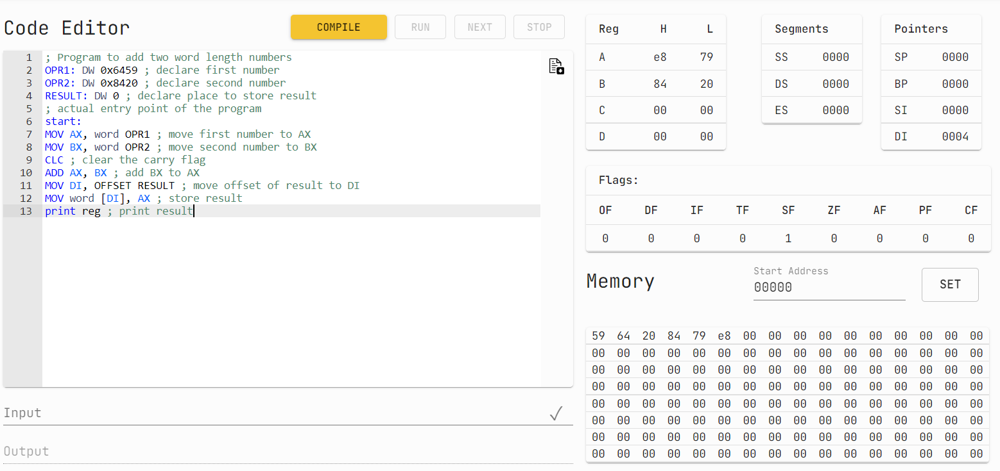 Code Editor
COMPILE
RUN
NEXT
STOP
1 ; Program to add two word length numbers
2 OPR1: DW 0x6459 ; declare first number
3 OPR2: DW 0x8420 ; declare second number
4 RESULT: DW 0 ; declare place to store result
5 ; actual entry point of the program
6 start:
7 MOV AX, word OPR1 ; move first number to AX
8 MOV BX, word OPR2 ; move second number to BX
9 CLC ; clear the carry flag
10 ADD AX, BX ; add BX to AX
11 MOV DI, OFFSET RESULT ; move offset of result to DI
12 MOV word [DI], AX ; store result
13 print reg ; print result
Input
Output
Reg H L
A e8 79
B 84 20
C 00 00
D 00 00
Segments
SS 0000
DS 0000
ES 0000
Pointers
SP 0000
BP 0000
SI 0000
DI 0004
Flags:
OF DF IF TF SF ZF AF PF CF
0 0 0 0 1 0 0 0 0
Memory
Start Address
00000
SET
59 64 20 84 79 e8 00 00 00 00 00 00 00 00 00 00
00 00 00 00 00 00 00 00 00 00 00 00 00 00 00 00
00 00 00 00 00 00 00 00 00 00 00 00 00 00 00 00
00 00 00 00 00 00 00 00 00 00 00 00 00 00 00 00
00 00 00 00 00 00 00 00 00 00 00 00 00 00 00 00
00 00 00 00 00 00 00 00 00 00 00 00 00 00 00 00
00 00 00 00 00 00 00 00 00 00 00 00 00 00 00 00
00 00 00 00 00 00 00 00 00 00 00 00 00 00 00 00